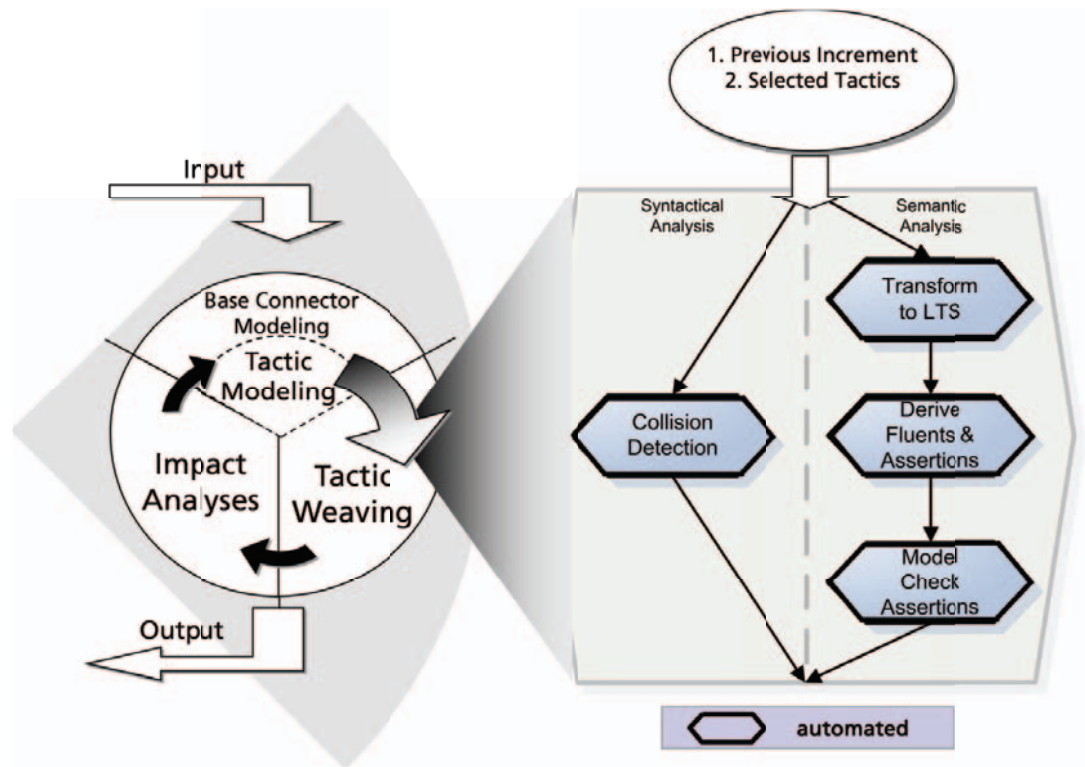 Input
Base Connector
Modeling
Tactic
Modeling
Impact
Analyses
Tactic
Weaving
Output
1. Previous Increment
2. Selected Tactics
Syntactical
Analysis
Semantic
Analysis
Transform
to LTS
Collision
Detection
Derive
Fluents &
Assertions
Model
Check
Assertions
automated